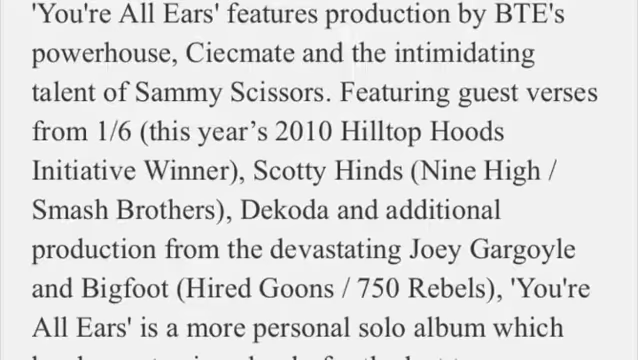 'You're All Ears' features production by BTE's
powerhouse, Ciecmate and the intimidating
talent of Sammy Scissors. Featuring guest verses
from 1/6 (this year’s 2010 Hilltop Hoods
Initiative Winner), Scotty Hinds (Nine High /
Smash Brothers), Dekoda and additional
production from the devastating Joey Gargoyle
and Bigfoot (Hired Goons / 750 Rebels), 'You're
All Ears' is a more personal solo album which